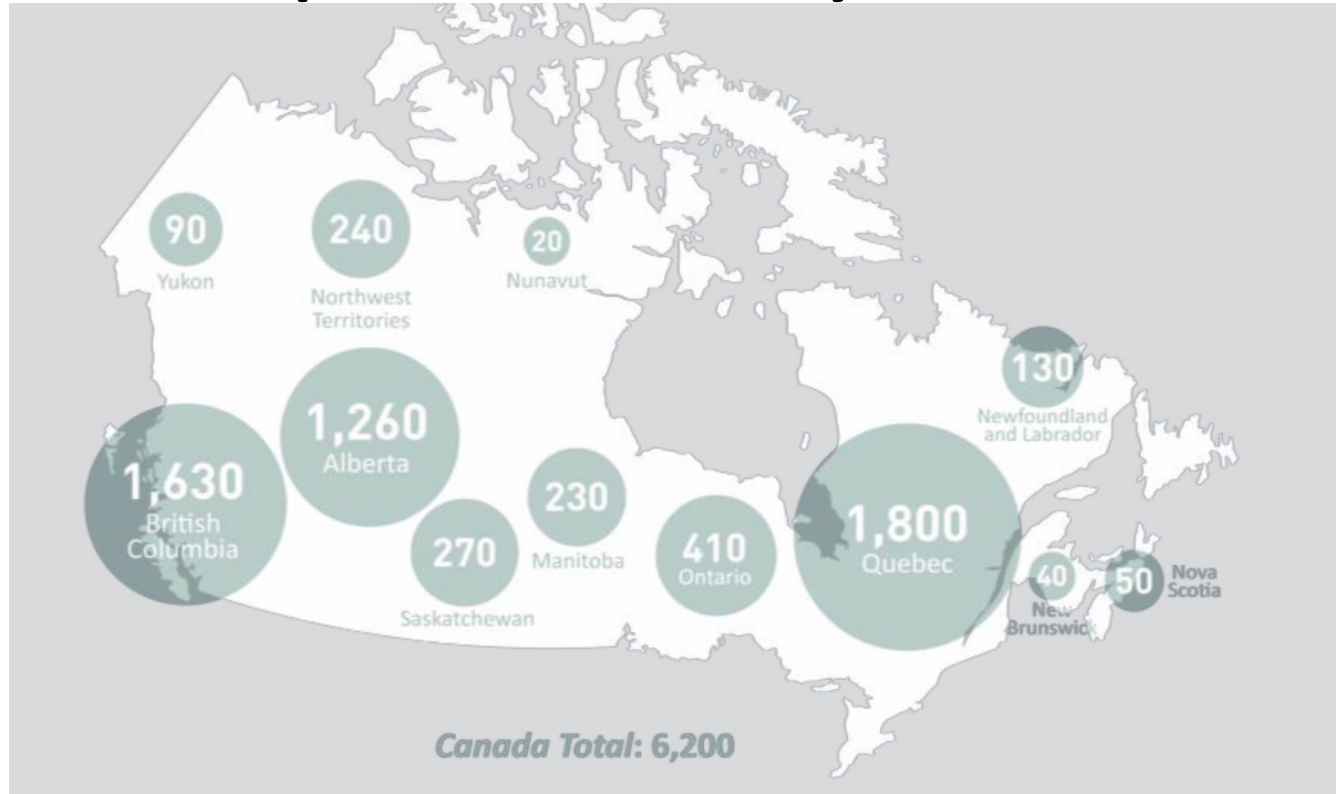 90
Yukon
240
Northwest
Territories
20
Nunavut
130
Newfoundland
and Labrador
1,260
Alberta
1,630
British
Columbia
230
Manitoba
270
Saskatchewan
410
Ontario
1,800
Quebec
40
New
Brunswick
50
Nova
Scotia
Canada Total: 6,200